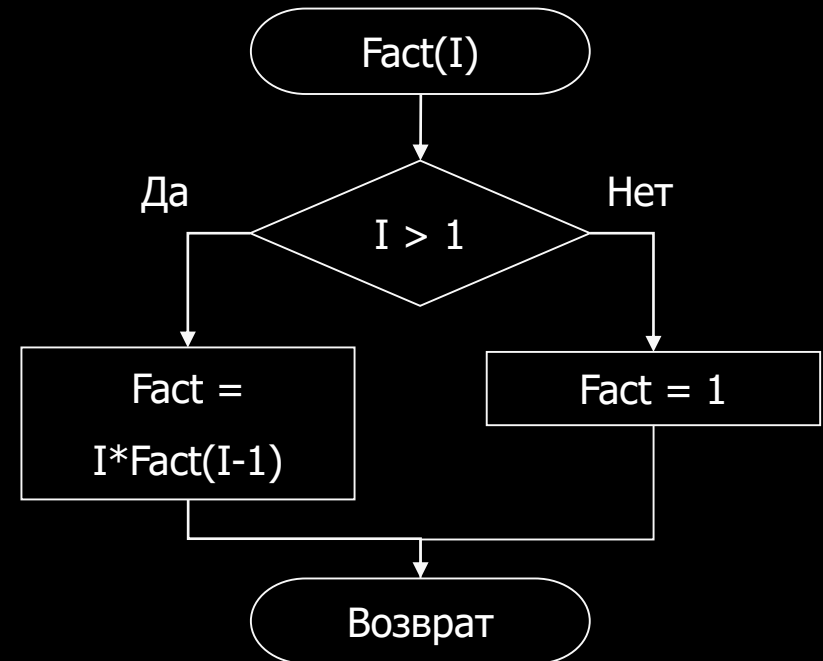 Fact(I)
Да
Нет
I > 1
Fact =
I*Fact(I-1)
Fact = 1
Возврат